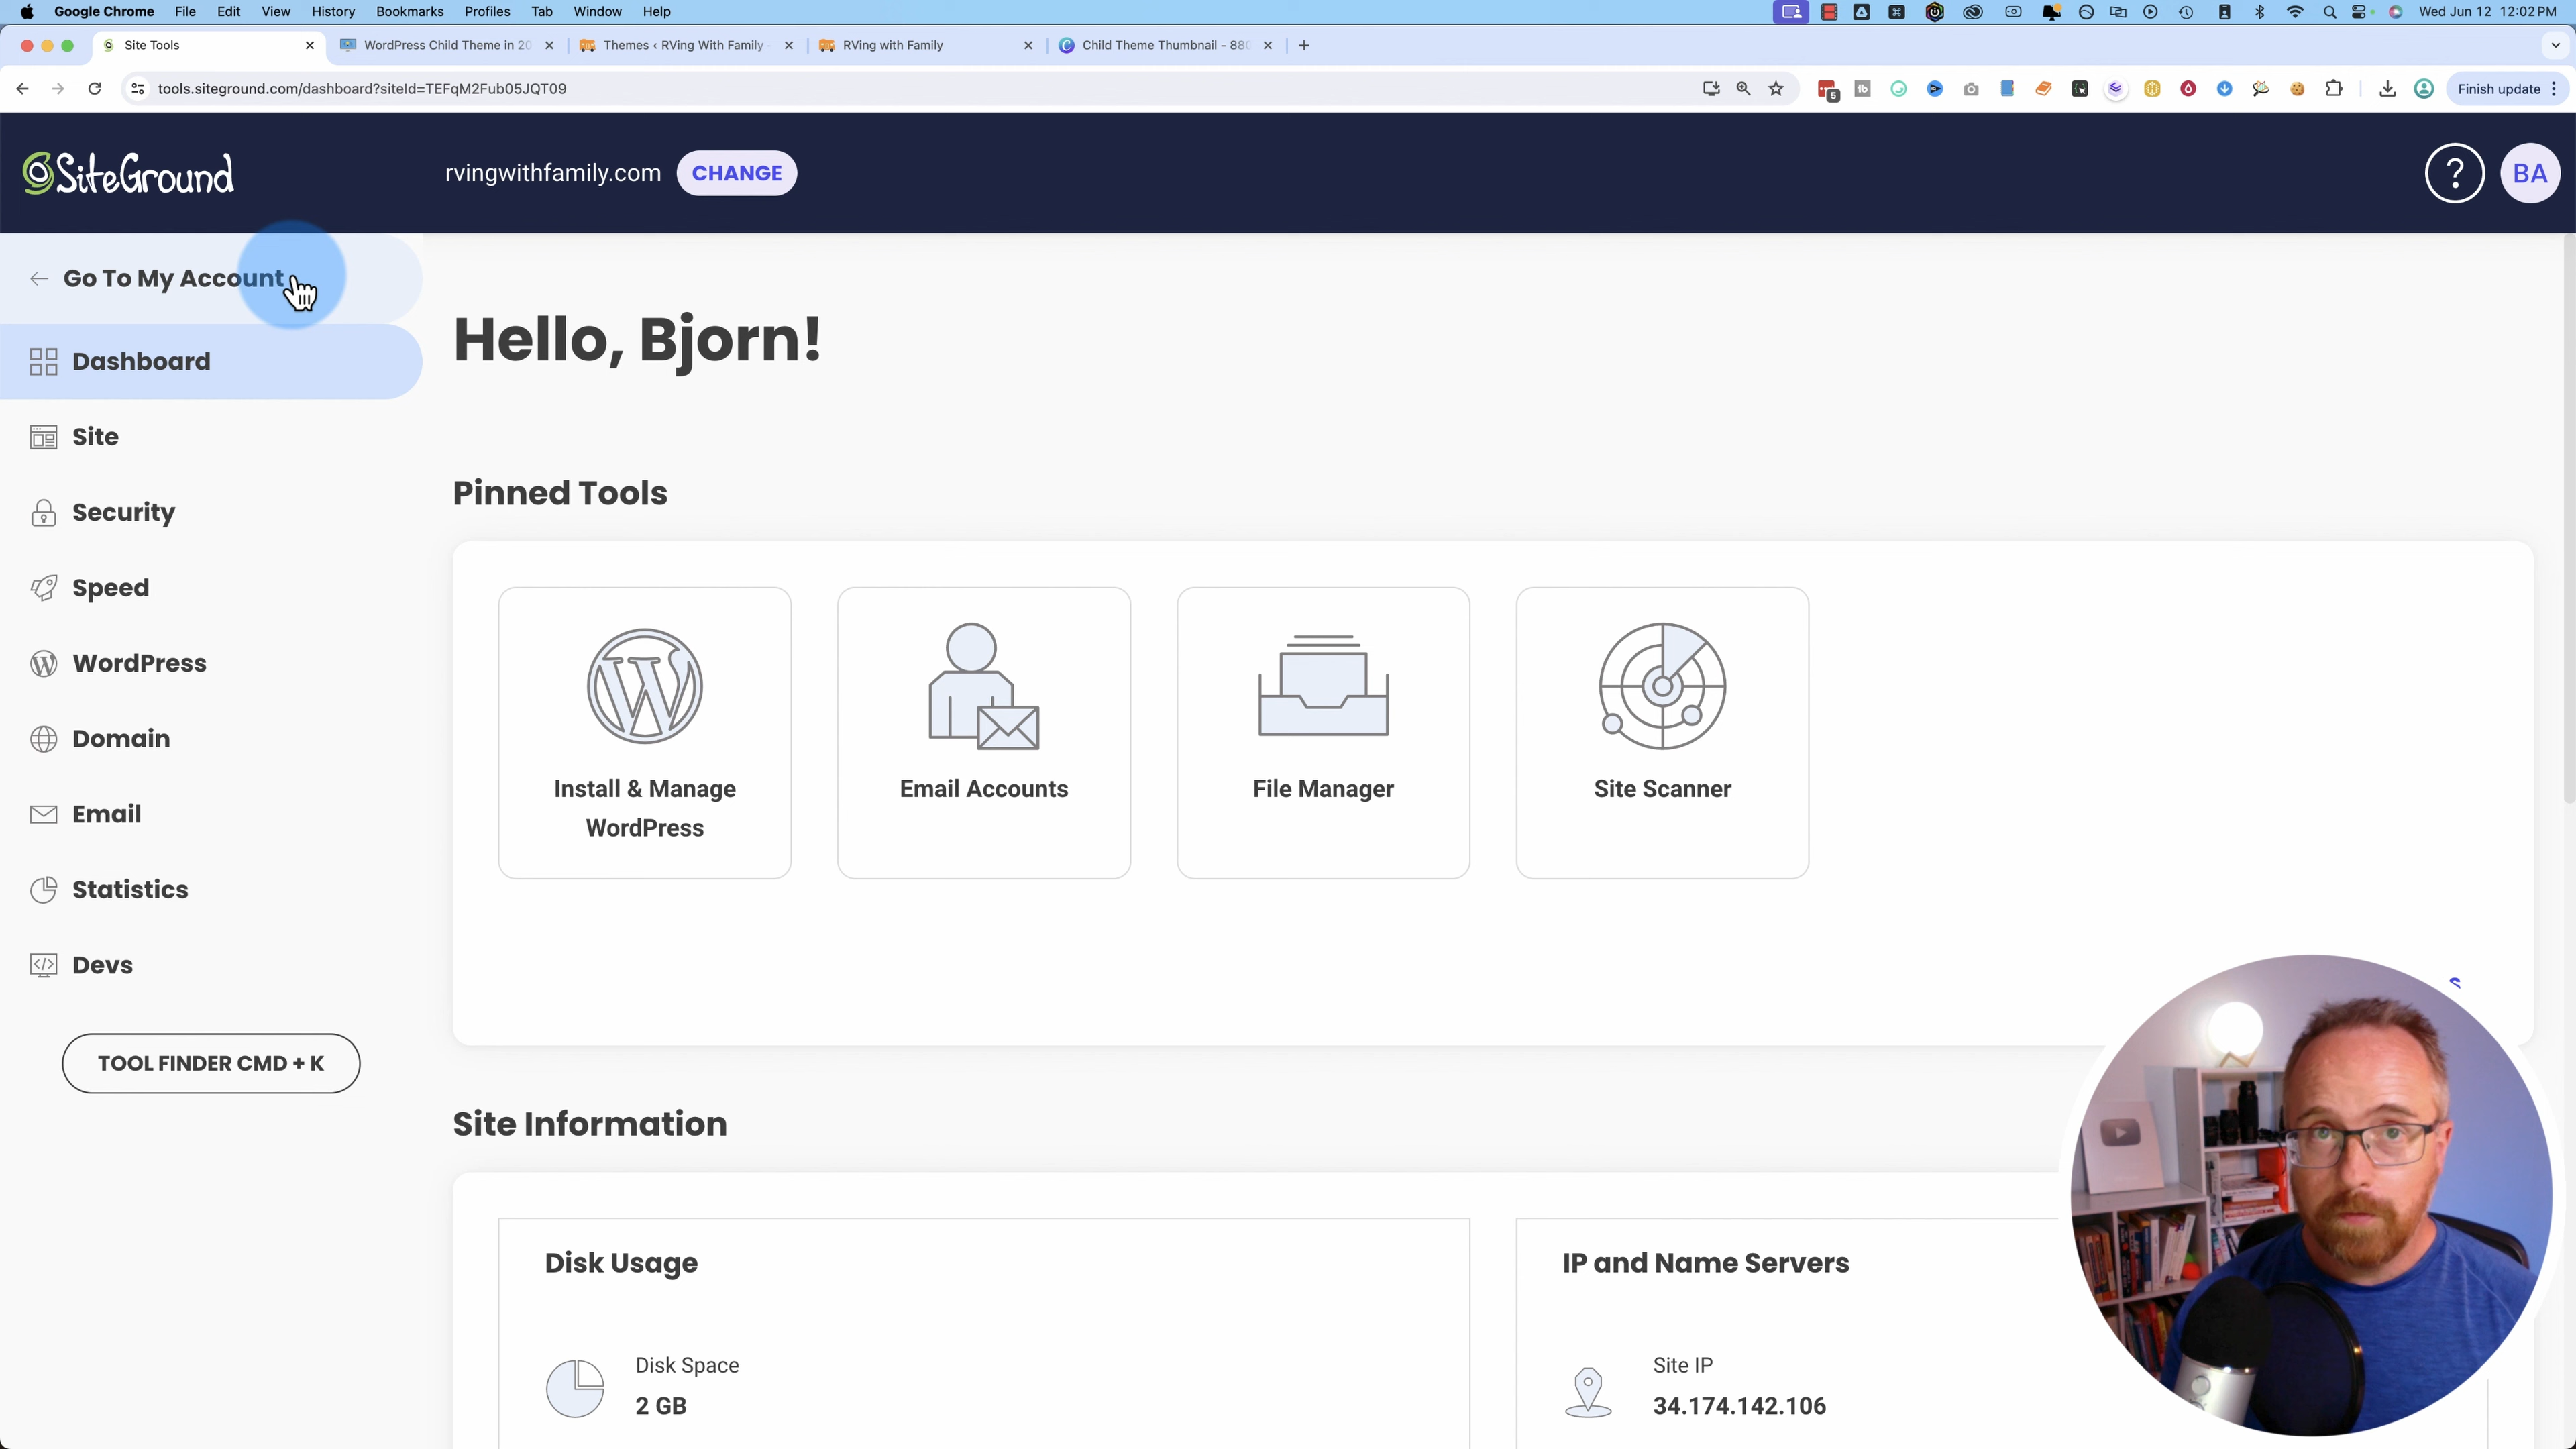 Google Chrome File Edit View History Bookmarks Profiles Tab Window Help Wed Jun 12 12:02 PM
Site Tools WordPress Child Theme in 20 Themes ‹ RVing With Family - RVing with Family Child Theme Thumbnail - 880
tools.siteground.com/dashboard?siteId=TEFqM2Fub05JQT09 5 Finish update
SiteGround rvingwithfamily.com CHANGE ? BA
Go To My Account
Dashboard
Site
Security
Speed
WordPress
Domain
Email
Statistics
Devs
TOOL FINDER CMD + K
Hello, Bjorn!
Pinned Tools
Install & Manage
WordPress
Email Accounts
File Manager
Site Scanner
Site Information
Disk Usage
Disk Space
2 GB
IP and Name Servers
Site IP
34.174.142.106